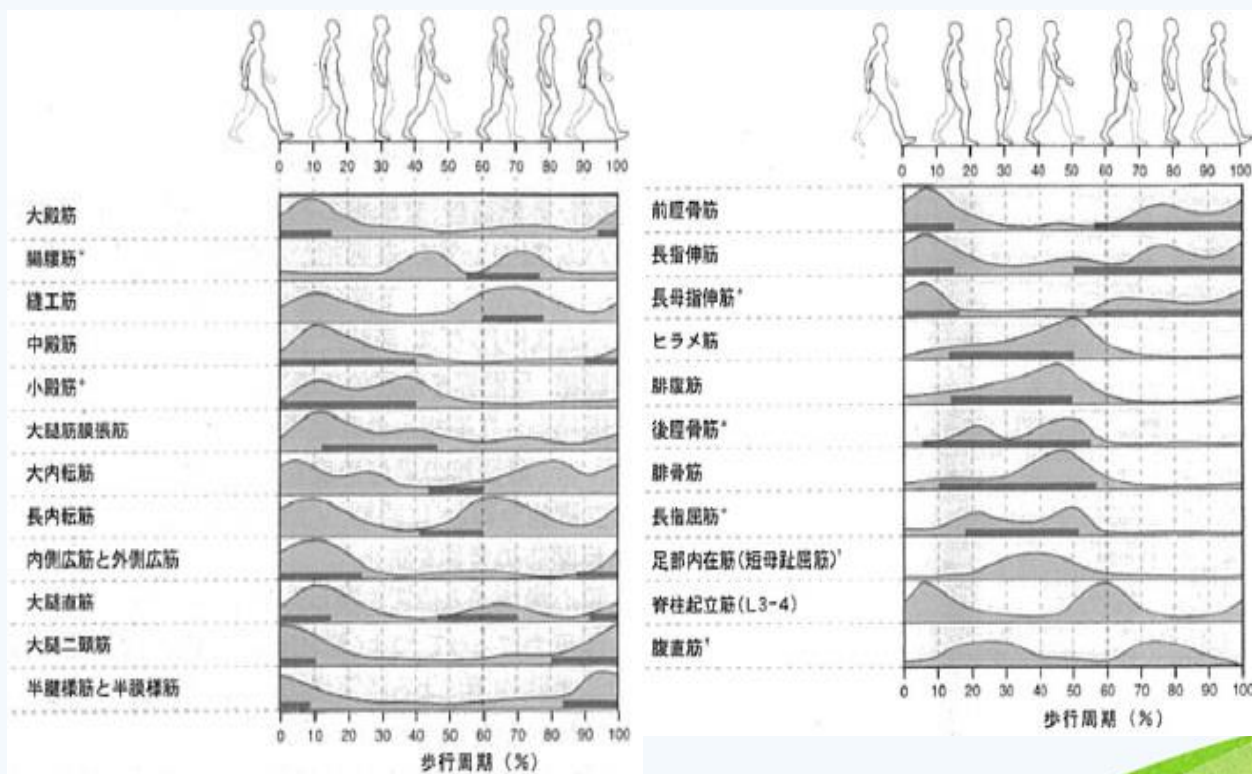 0 10 20 30 40 50 60 70 80 90 100
大殿筋
腸腰筋*
縫工筋
中殿筋
小殿筋*
大腿筋膜張筋
大内転筋
長内転筋
内側広筋と外側広筋
大腿直筋
大腿二頭筋
半腱様筋と半膜様筋
0 10 20 30 40 50 60 70 80 90 100
歩行周期(%)
0 10 20 30 40 50 60 70 80 90 100
前脛骨筋
長指伸筋
長母指伸筋*
ヒラメ筋
腓腹筋
後脛骨筋*
腓骨筋
長指屈筋*
足部内在筋(短母趾屈筋)†
脊柱起立筋(L3-4)
腹直筋†
0 10 20 30 40 50 60 70 80 90 100
歩行周期(%)